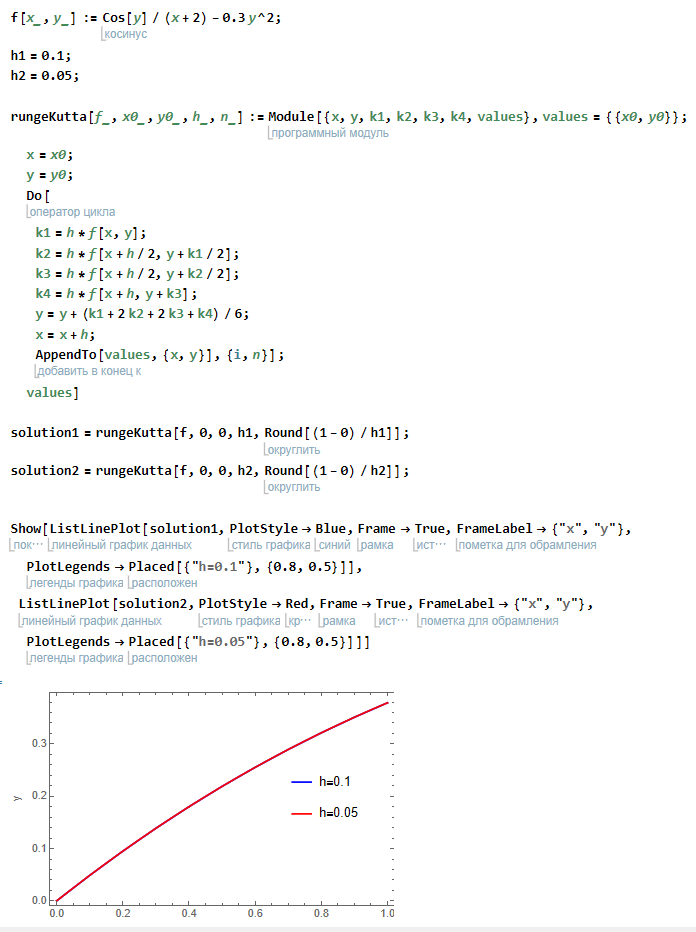 f[x_, y_] := Cos[y] / (x + 2) - 0.3 y^2;
косинус
h1 = 0.1;
h2 = 0.05;
rungeKutta[f_, x0_, y0_, h_, n_] := Module[{x, y, k1, k2, k3, k4, values}, values = {{x0, y0}};
программный модуль
x = x0;
y = y0;
Do[
оператор цикла
k1 = h * f[x, y];
k2 = h * f[x + h / 2, y + k1 / 2];
k3 = h * f[x + h / 2, y + k2 / 2];
k4 = h * f[x + h, y + k3];
y = y + (k1 + 2 k2 + 2 k3 + k4) / 6;
x = x + h;
AppendTo[values, {x, y}], {i, n}];
добавить в конец к
values]
solution1 = rungeKutta[f, 0, 0, h1, Round[(1 - 0) / h1]];
округлить
solution2 = rungeKutta[f, 0, 0, h2, Round[(1 - 0) / h2]];
округлить
Show[ListLinePlot[solution1, PlotStyle → Blue, Frame → True, FrameLabel → {"x", "y"},
пок⋯ линейный график данных стиль графика синий рамка ист⋯ пометка для обрамления
PlotLegends → Placed[{"h=0.1"}, {0.8, 0.5}]],
легенды графика расположен
ListLinePlot[solution2, PlotStyle → Red, Frame → True, FrameLabel → {"x", "y"},
линейный график данных стиль графика кр⋯ рамка ист⋯ пометка для обрамления
PlotLegends → Placed[{"h=0.05"}, {0.8, 0.5}]]]
легенды графика расположен
0.3
h=0.1
y
0.2
h=0.05
0.1
0.0
0.0 0.2 0.4 0.6 0.8 1.0